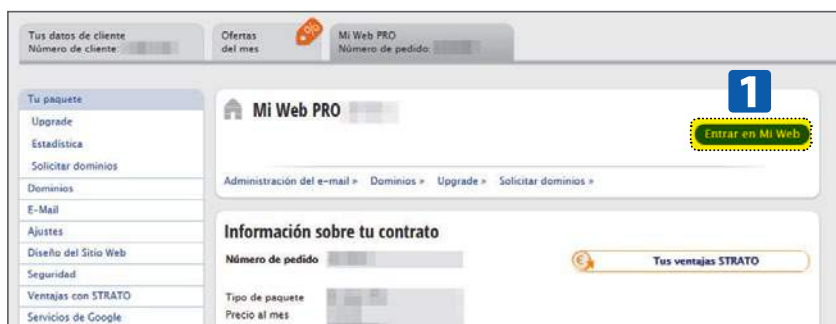 Tus datos de cliente
Número de cliente
Ofertas
del mes
%
Mi Web PRO
Número de pedido:
1
Tu paquete
Upgrade
Estadística
Solicitar dominios
Dominios
E-Mail
Ajustes
Diseño del Sitio Web
Seguridad
Ventajas con STRATO
Servicios de Google
Mi Web PRO
Entrar en Mi Web
Administración del e-mail » Dominios » Upgrade » Solicitar dominios »
Información sobre tu contrato
Número de pedido
€ Tus ventajas STRATO
Tipo de paquete
Precio al mes